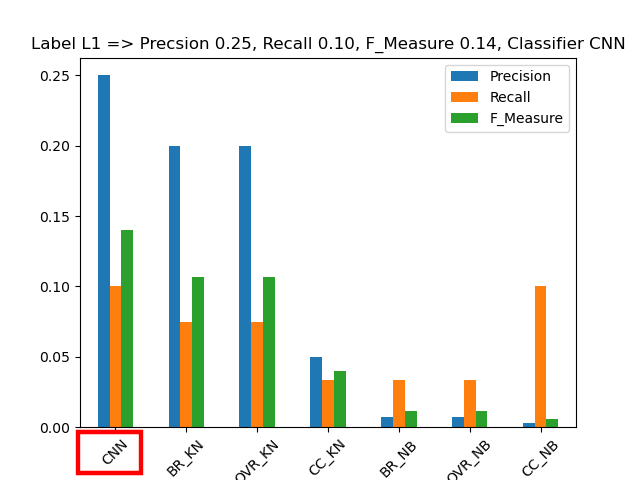 Label L1 => Precsion 0.25, Recall 0.10, F_Measure 0.14, Classifier CNN
Precision
Recall
F_Measure
0.25
0.20
0.15
0.10
0.05
0.00
CNN
BR_KN
OVR_KN
CC_KN
BR_NB
OVR_NB
CC_NB